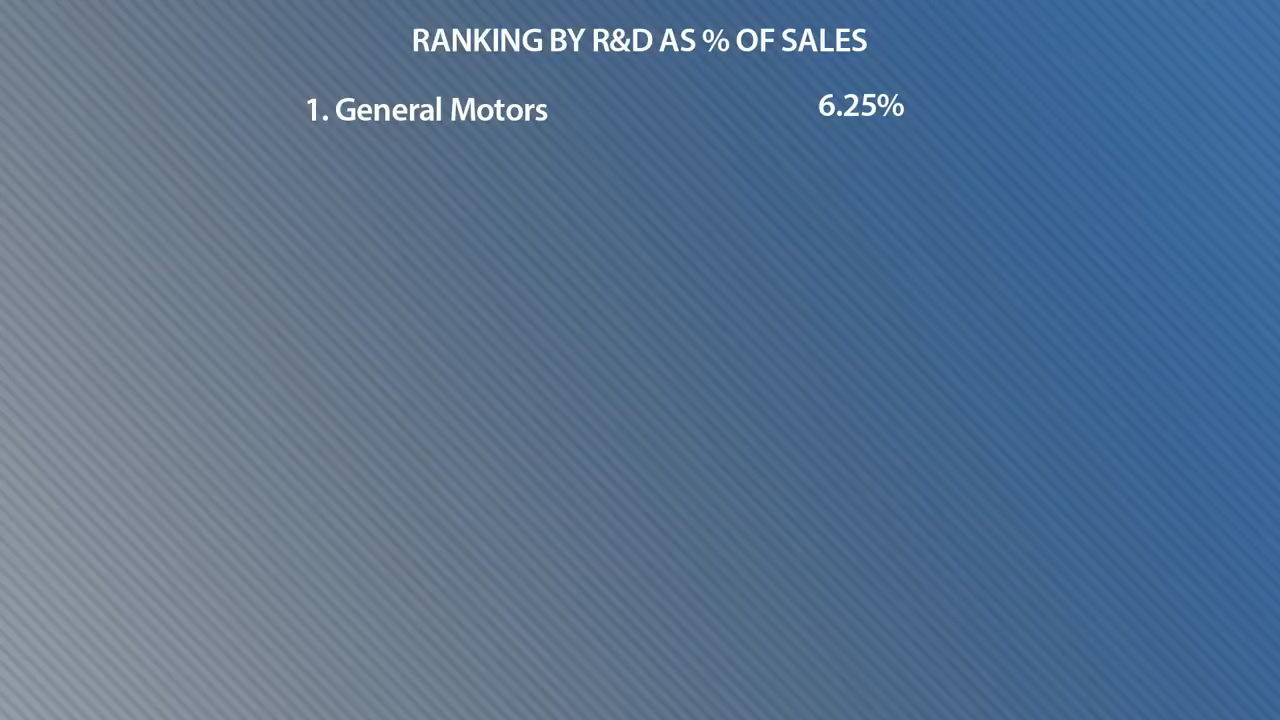 RANKING BY R&D AS % OF SALES
1. General Motors 6.25%